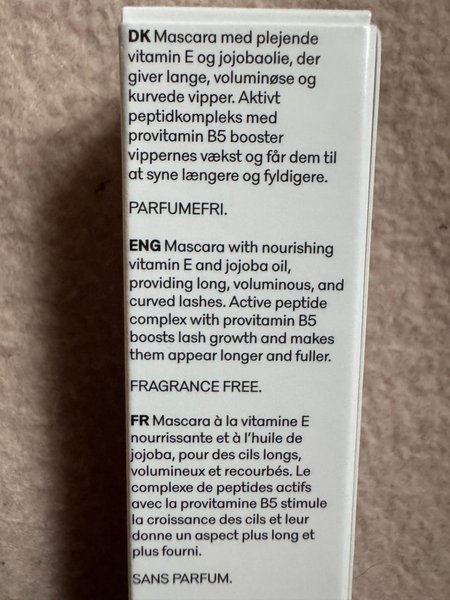 DK Mascara med plejende
vitamin E og jojobaolie, der
giver lange, voluminøse og
kurvede vipper. Aktivt
peptidkompleks med
provitamin B5 booster
vippernes vækst og får dem til
at syne længere og fyldigere.
PARFUMEFRI.
ENG Mascara with nourishing
vitamin E and jojoba oil,
providing long, voluminous, and
curved lashes. Active peptide
complex with provitamin B5
boosts lash growth and makes
them appear longer and fuller.
FRAGRANCE FREE.
FR Mascara à la vitamine E
nourrissante et à l'huile de
jojoba, pour des cils longs,
volumineux et recourbés. Le
complexe de peptides actifs
avec la provitamine B5 stimule
la croissance des cils et leur
donne un aspect plus long et
plus fourni.
SANS PARFUM.